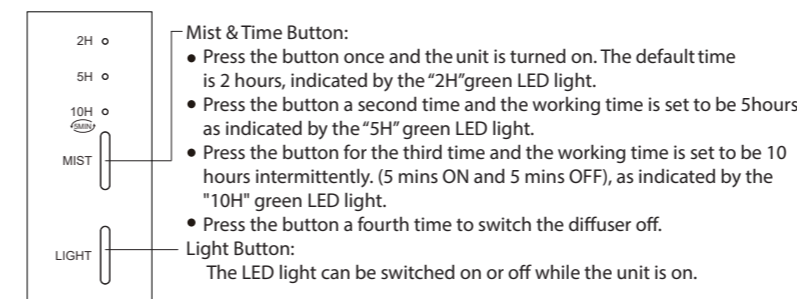 2H
5H
10H
5MIN
MIST
LIGHT
Mist & Time Button:
• Press the button once and the unit is turned on. The default time
is 2 hours, indicated by the “2H”green LED light.
• Press the button a second time and the working time is set to be 5hours
as indicated by the “5H” green LED light.
• Press the button for the third time and the working time is set to be 10
hours intermittently. (5 mins ON and 5 mins OFF), as indicated by the
"10H" green LED light.
• Press the button a fourth time to switch the diffuser off.
Light Button:
The LED light can be switched on or off while the unit is on.